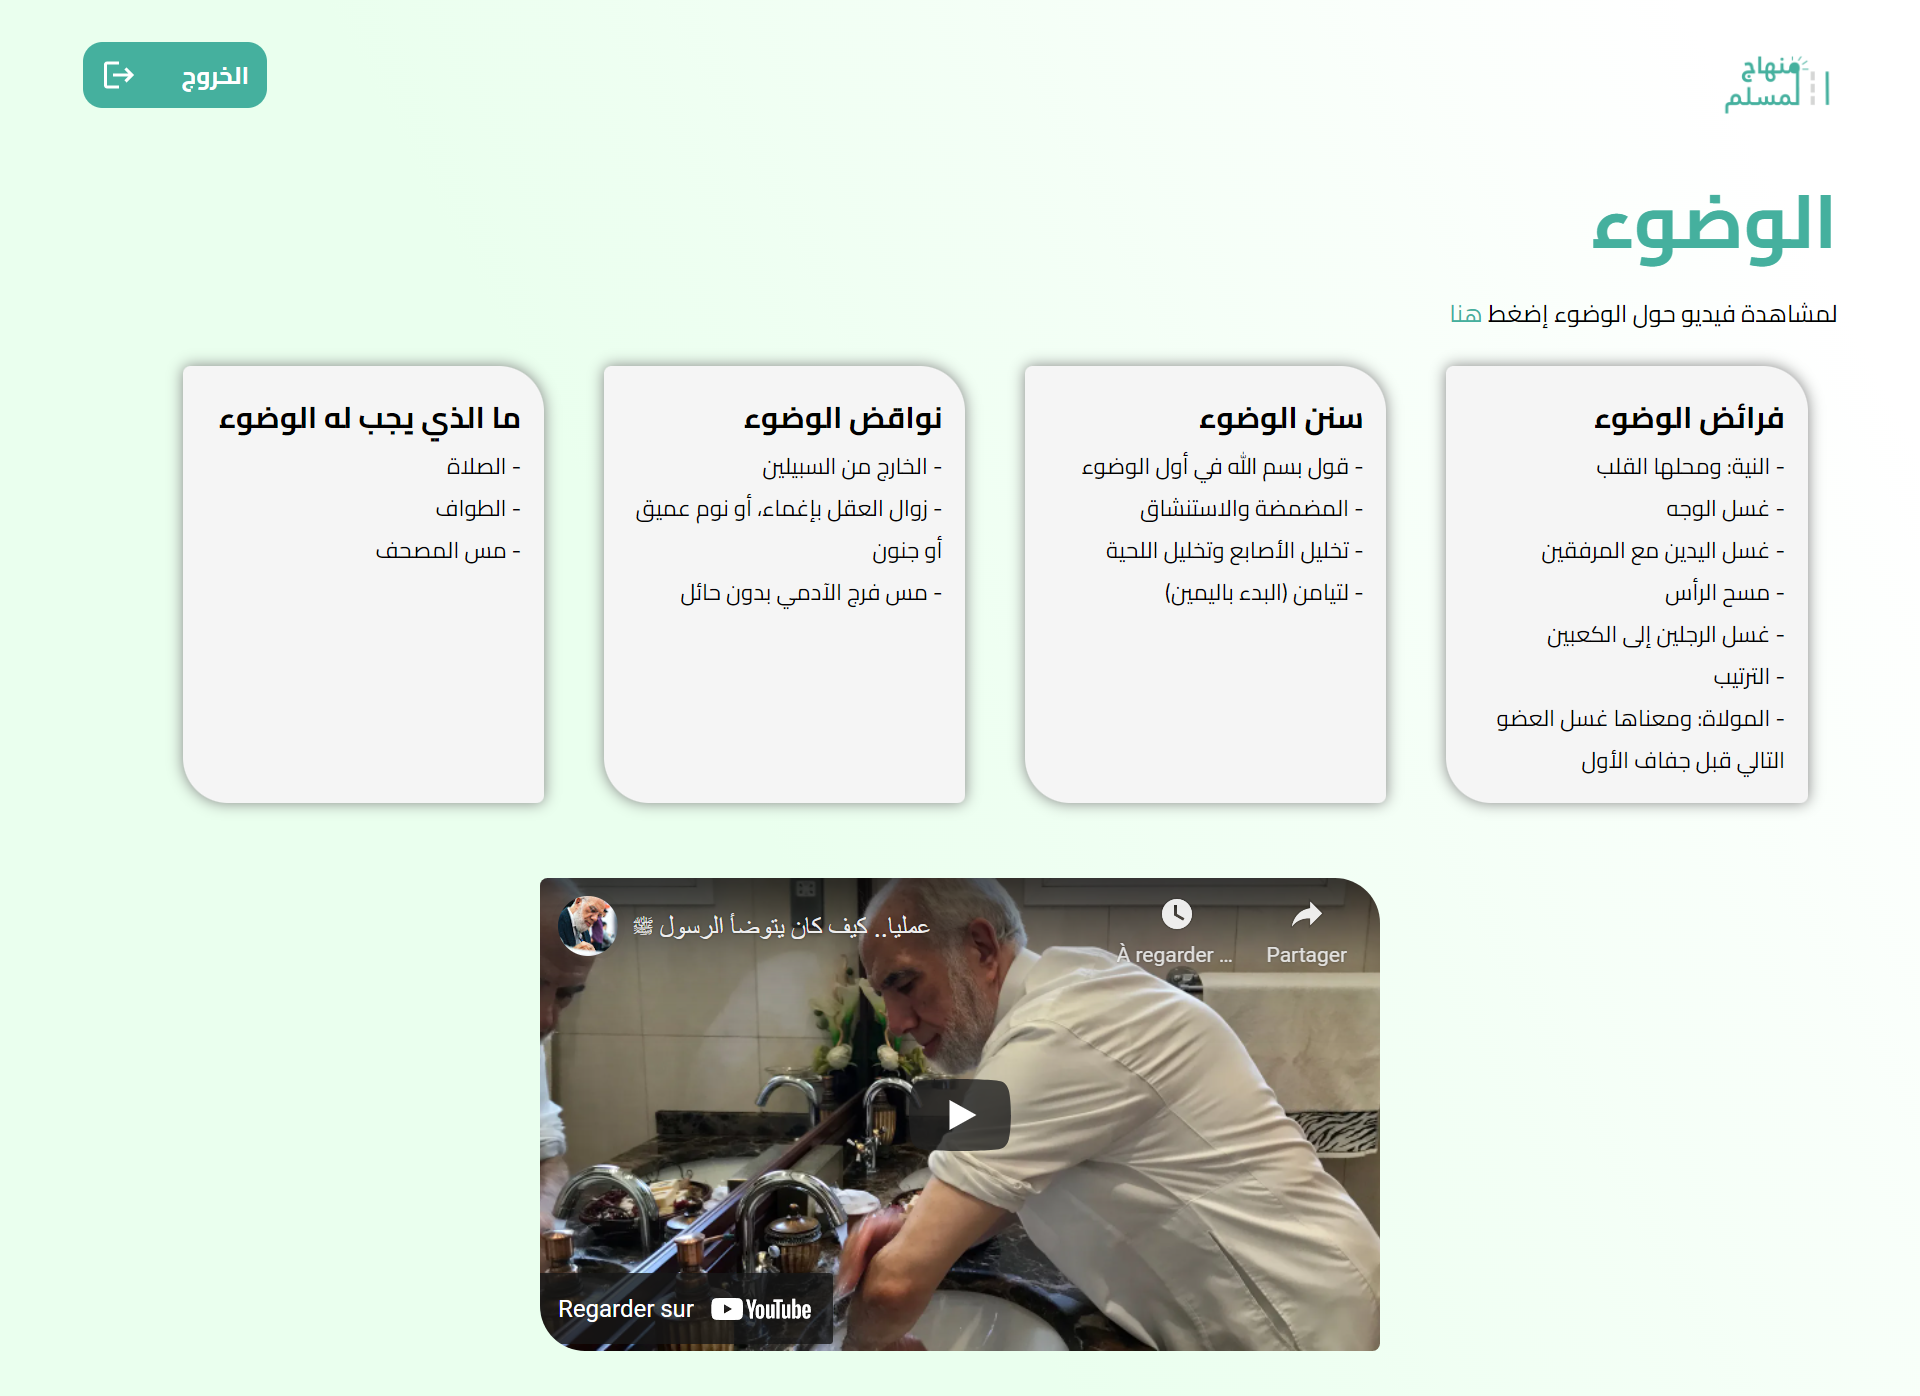 منهاج
المسلم
الخروج
الوضوء
لمشاهدة فيديو حول الوضوء إضغط هنا
فرائض الوضوء
- النية: ومحلها القلب
- غسل الوجه
- غسل اليدين مع المرفقين
- مسح الرأس
- غسل الرجلين إلى الكعبين
- الترتيب
- المولاة: ومعناها غسل العضو
التالي قبل جفاف الأول
سنن الوضوء
- قول بسم الله في أول الوضوء
- المضمضة والاستنشاق
- تخليل الأصابع وتخليل اللحية
- لتيامن (البدء باليمين)
نواقض الوضوء
- الخارج من السبيلين
- زوال العقل بإغماء، أو نوم عميق
أو جنون
- مس فرج الآدمي بدون حائل
ما الذي يجب له الوضوء
- الصلاة
- الطواف
- مس المصحف
عمليا.. كيف كان يتوضأ الرسول ﷺ
À regarder ...
Partager
Regarder sur YouTube